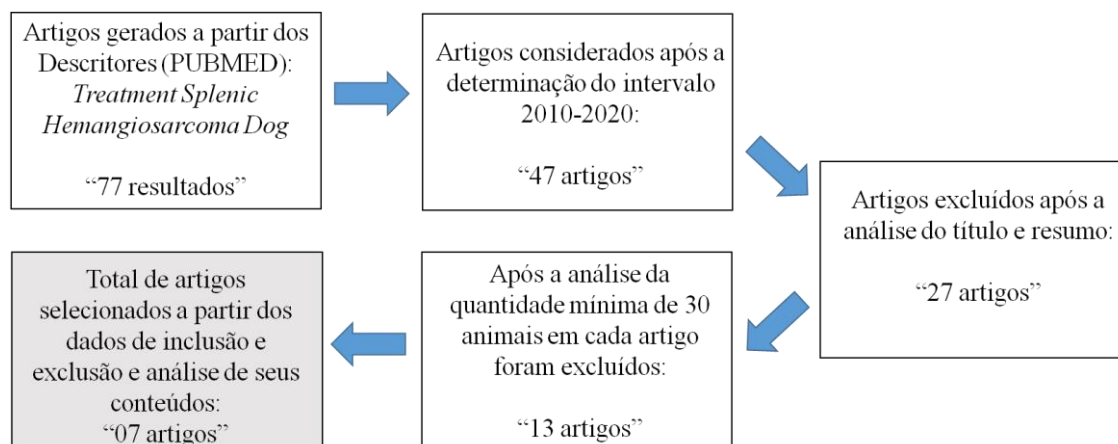 Artigos gerados a partir dos
Descritores (PUBMED):
Treatment Splenic
Hemangiosarcoma Dog
“77 resultados”
Artigos considerados após a
determinação do intervalo
2010-2020:
“47 artigos”
Artigos excluídos após a
análise do título e resumo:
“27 artigos”
Após a análise da
quantidade mínima de 30
animais em cada artigo
foram excluídos:
“13 artigos”
Total de artigos
selecionados a partir dos
dados de inclusão e
exclusão e análise de seus
conteúdos:
“07 artigos”